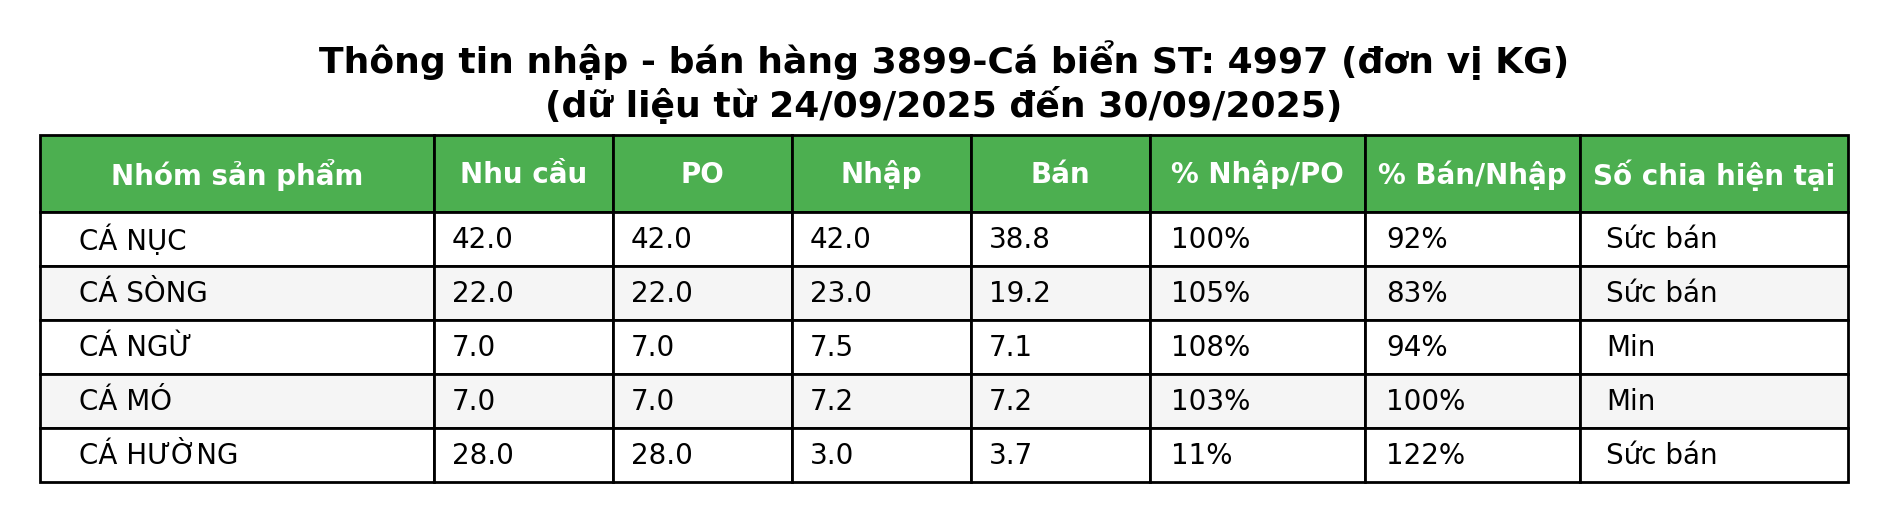 Thông tin nhập - bán hàng 3899-Cá biển ST: 4997 (đơn vị KG)
(dữ liệu từ 24/09/2025 đến 30/09/2025)
Nhóm sản phẩm Nhu cầu PO Nhập Bán % Nhập/PO % Bán/Nhập Số chia hiện tại
CÁ NỤC 42.0 42.0 42.0 38.8 100% 92% Sức bán
CÁ SÒNG 22.0 22.0 23.0 19.2 105% 83% Sức bán
CÁ NGỪ 7.0 7.0 7.5 7.1 108% 94% Min
CÁ MÓ 7.0 7.0 7.2 7.2 103% 100% Min
CÁ HƯỜNG 28.0 28.0 3.0 3.7 11% 122% Sức bán